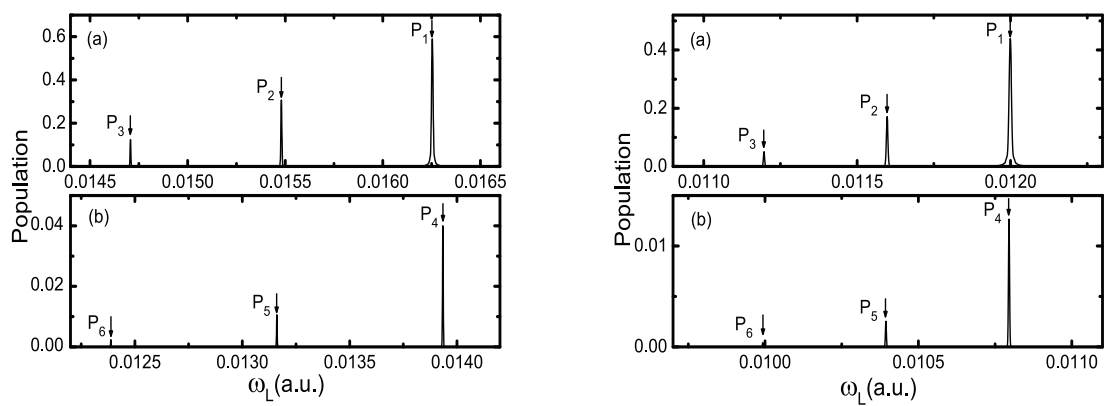 (a)
P1
P2
P3
0.6
0.4
0.2
0.0
0.0145 0.0150 0.0155 0.0160 0.0165
Population
(b)
P4
P5
P6
0.04
0.02
0.00
0.0125 0.0130 0.0135 0.0140
ωL(a.u.)
(a)
P1
P2
P3
0.4
0.2
0.0
0.0110 0.0115 0.0120
Population
(b)
P4
P5
P6
0.01
0.00
0.0100 0.0105 0.0110
ωL(a.u.)